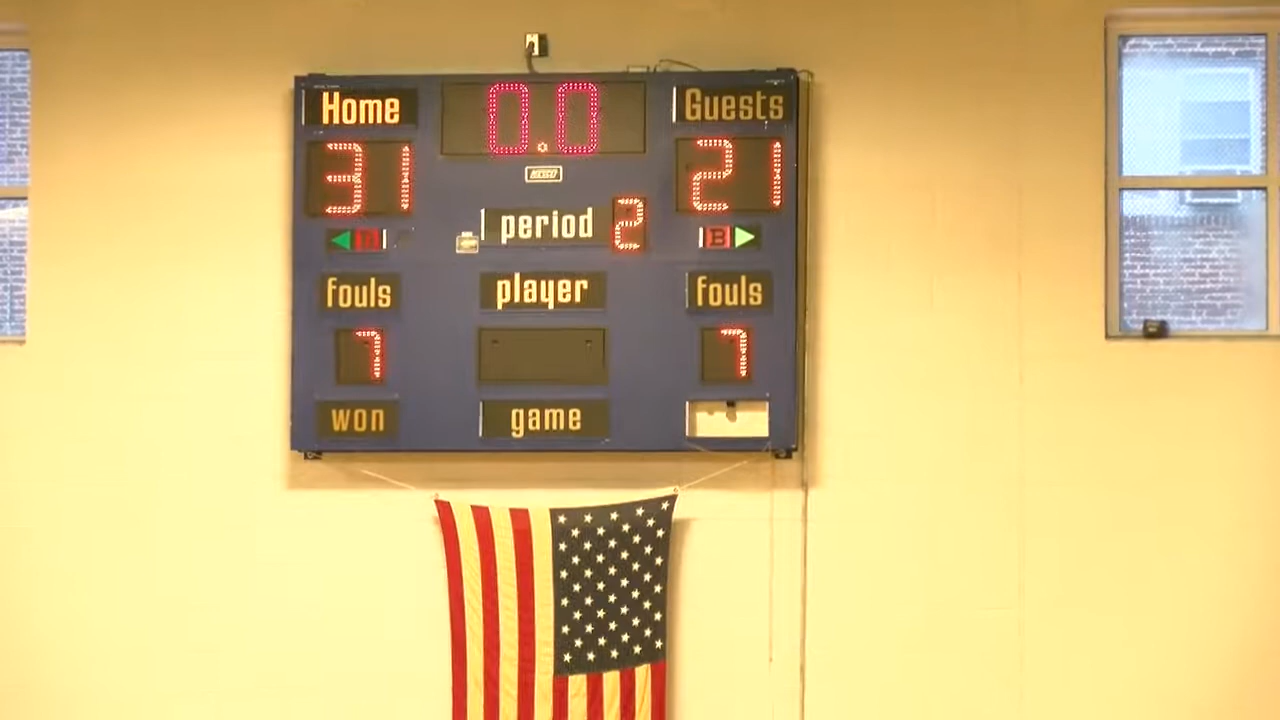 Home 0.0 Guests
31 21
period 2
B B
fouls player fouls
7 7
won game